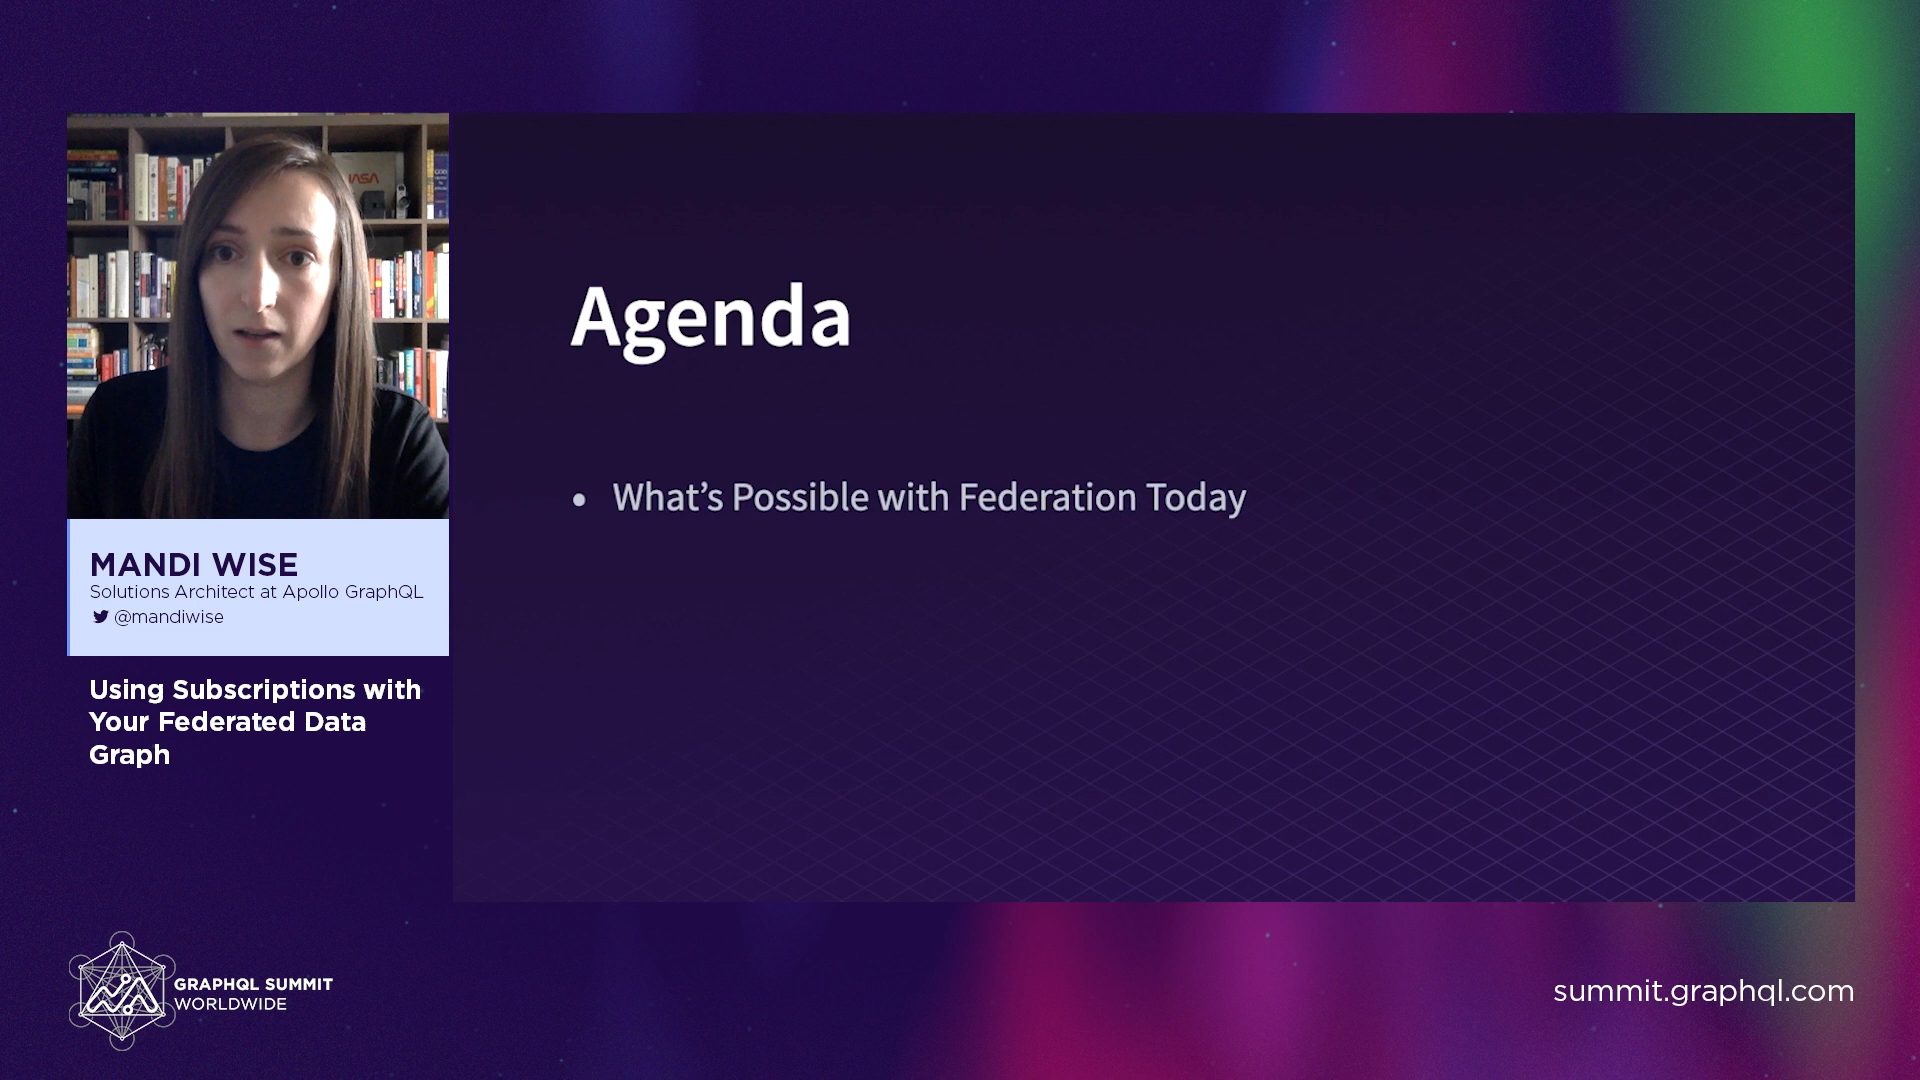 NASA
Agenda
• What's Possible with Federation Today
MANDI WISE
Solutions Architect at Apollo GraphQL
@mandiwise
Using Subscriptions with
Your Federated Data
Graph
GRAPHQL SUMMIT
WORLDWIDE
summit.graphql.com